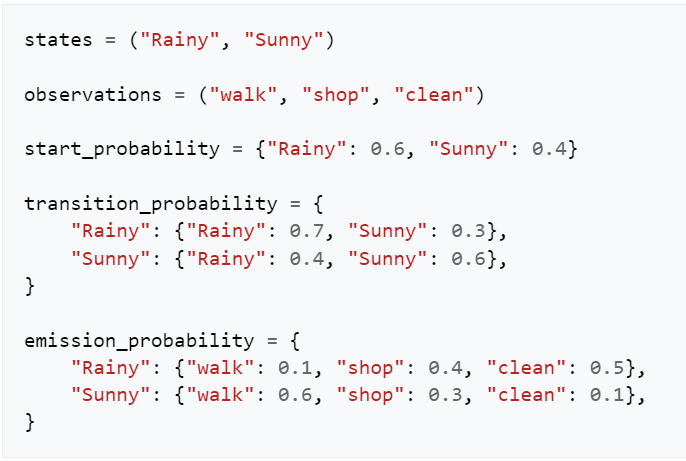 states = ("Rainy", "Sunny")
observations = ("walk", "shop", "clean")
start_probability = {"Rainy": 0.6, "Sunny": 0.4}
transition_probability = {
    "Rainy": {"Rainy": 0.7, "Sunny": 0.3},
    "Sunny": {"Rainy": 0.4, "Sunny": 0.6},
}
emission_probability = {
    "Rainy": {"walk": 0.1, "shop": 0.4, "clean": 0.5},
    "Sunny": {"walk": 0.6, "shop": 0.3, "clean": 0.1},
}